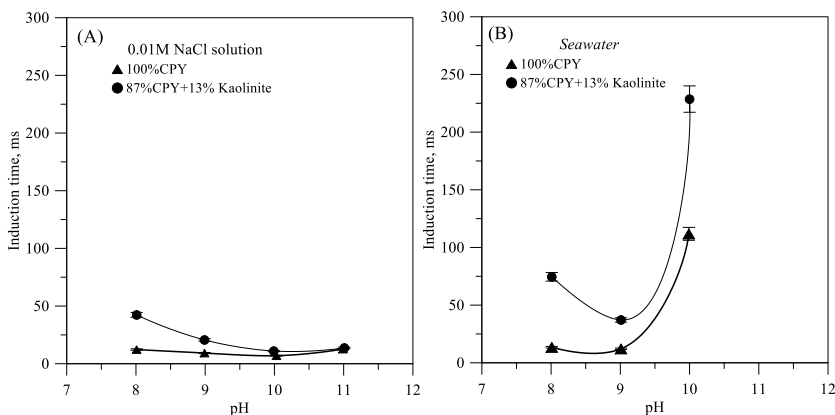 (A)
0.01M NaCl solution
100%CPY
87%CPY+13% Kaolinite
Induction time, ms
300
250
200
150
100
50
0
7 8 9 10 11 12
pH
(B)
Seawater
100%CPY
87%CPY+13% Kaolinite
Induction time, ms
300
250
200
150
100
50
0
7 8 9 10 11 12
pH